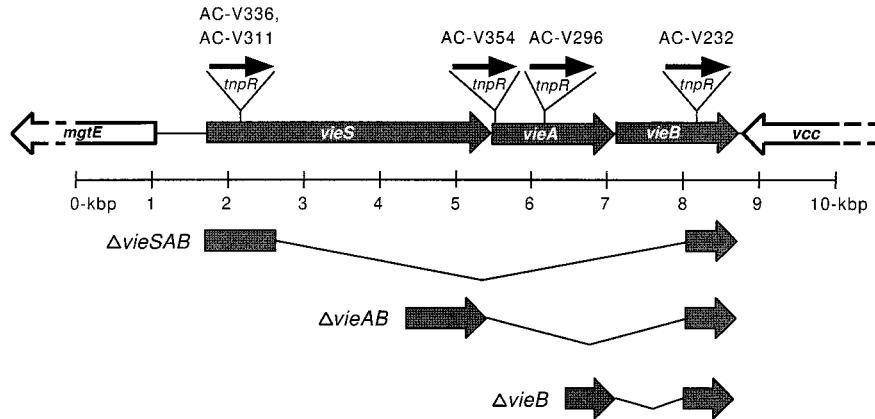 AC-V336,
AC-V311 AC-V354 AC-V296 AC-V232
tnpR tnpR tnpR tnpR
mgtE vieS vieA vieB vcc
0-kbp 1 2 3 4 5 6 7 8 9 10-kbp
ΔvieSAB
ΔvieAB
ΔvieB